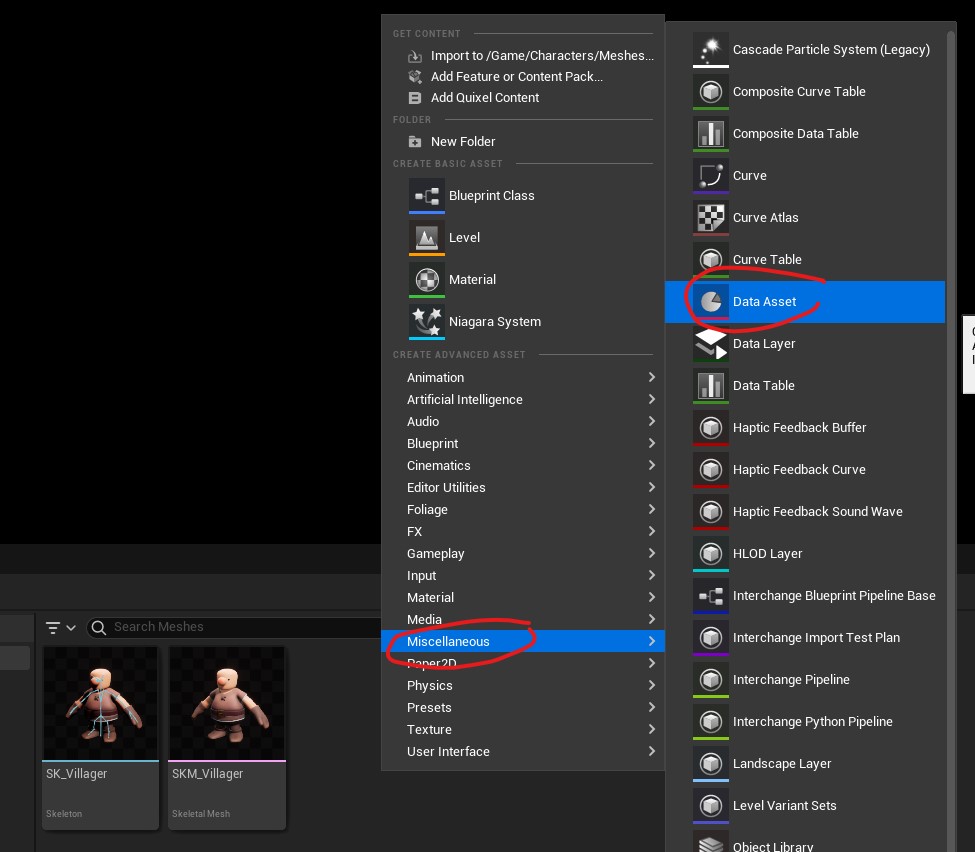 GET CONTENT
Import to /Game/Characters/Meshes...
Add Feature or Content Pack...
Add Quixel Content
FOLDER
New Folder
CREATE BASIC ASSET
Blueprint Class
Level
Material
Niagara System
CREATE ADVANCED ASSET
Animation
Artificial Intelligence
Audio
Blueprint
Cinematics
Editor Utilities
Foliage
FX
Gameplay
Input
Material
Media
Miscellaneous
Paper2D
Physics
Presets
Texture
User Interface
Cascade Particle System (Legacy)
Composite Curve Table
Composite Data Table
Curve
Curve Atlas
Curve Table
Data Asset
Data Layer
Data Table
Haptic Feedback Buffer
Haptic Feedback Curve
Haptic Feedback Sound Wave
HLOD Layer
Interchange Blueprint Pipeline Base
Interchange Import Test Plan
Interchange Pipeline
Interchange Python Pipeline
Landscape Layer
Level Variant Sets
Object Library
Search Meshes
SK_Villager
Skeleton
SKM_Villager
Skeletal Mesh